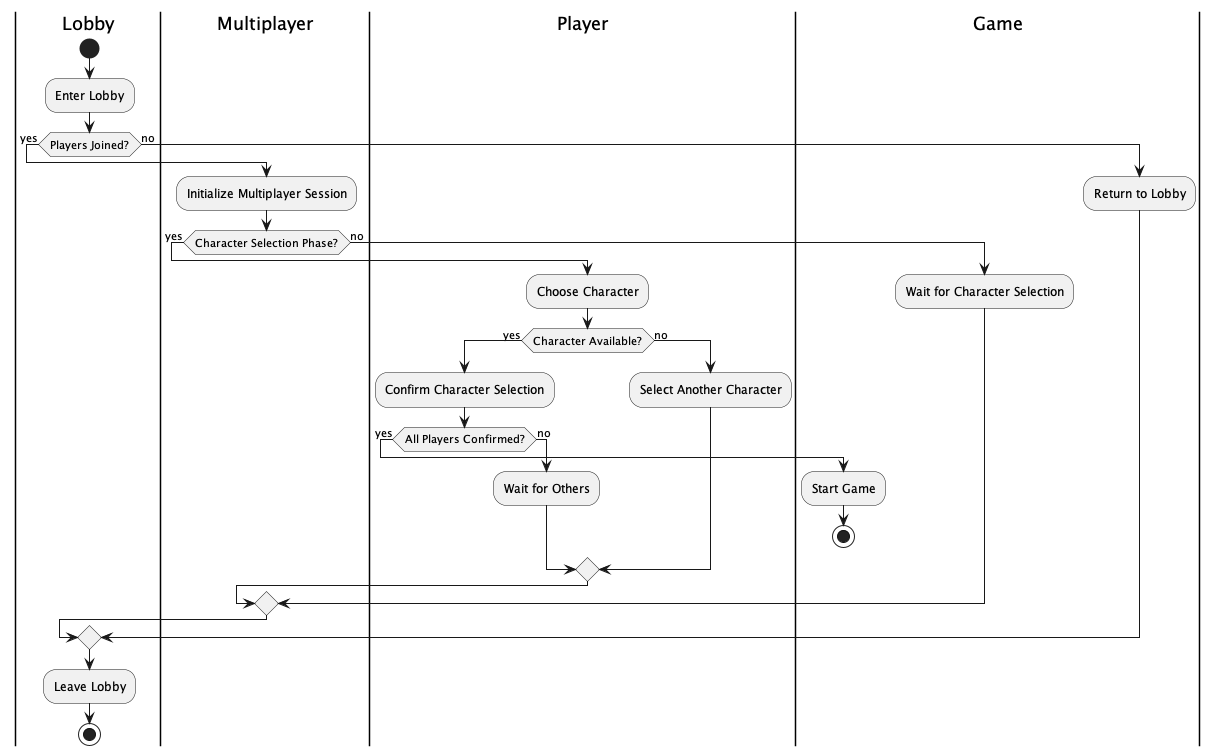 Lobby
Multiplayer
Player
Game
Enter Lobby
yes
Players Joined?
no
Initialize Multiplayer Session
Return to Lobby
yes
Character Selection Phase?
no
Choose Character
Wait for Character Selection
yes
Character Available?
no
Confirm Character Selection
Select Another Character
yes
All Players Confirmed?
no
Wait for Others
Start Game
Leave Lobby